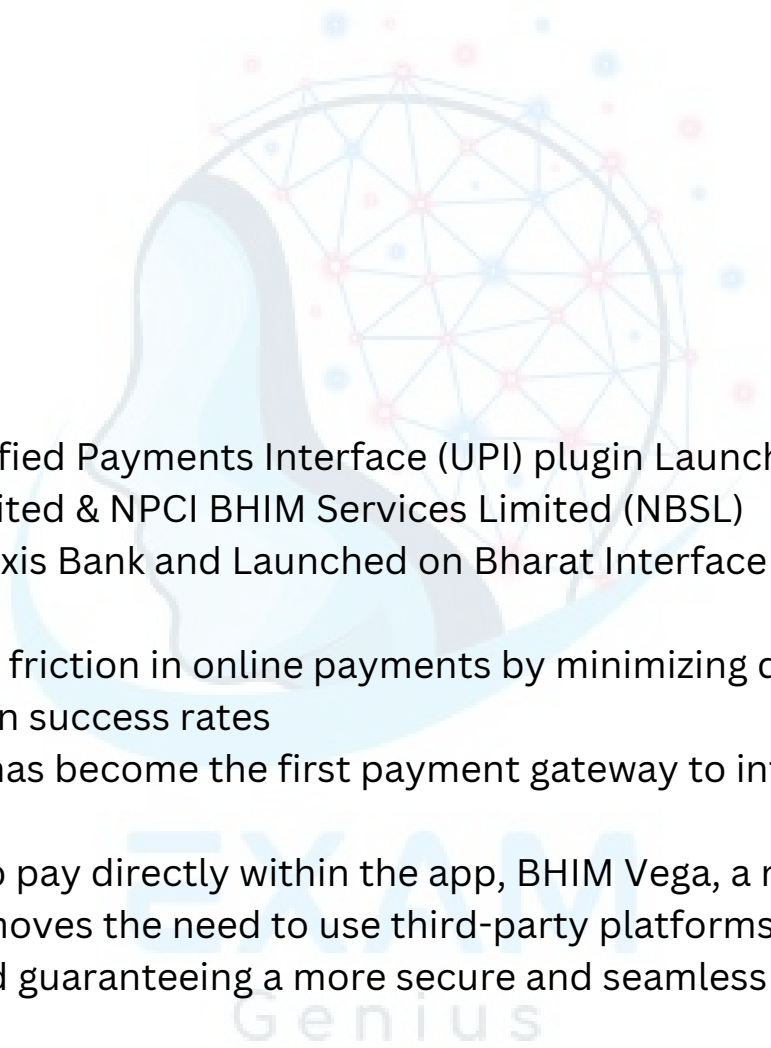 fied Payments Interface (UPI) plugin Launch
ited & NPCI BHIM Services Limited (NBSL)
xis Bank and Launched on Bharat Interface
friction in online payments by minimizing d
n success rates
has become the first payment gateway to int
o pay directly within the app, BHIM Vega, a n
moves the need to use third-party platforms
d guaranteeing a more secure and seamless
EXAM
Genius